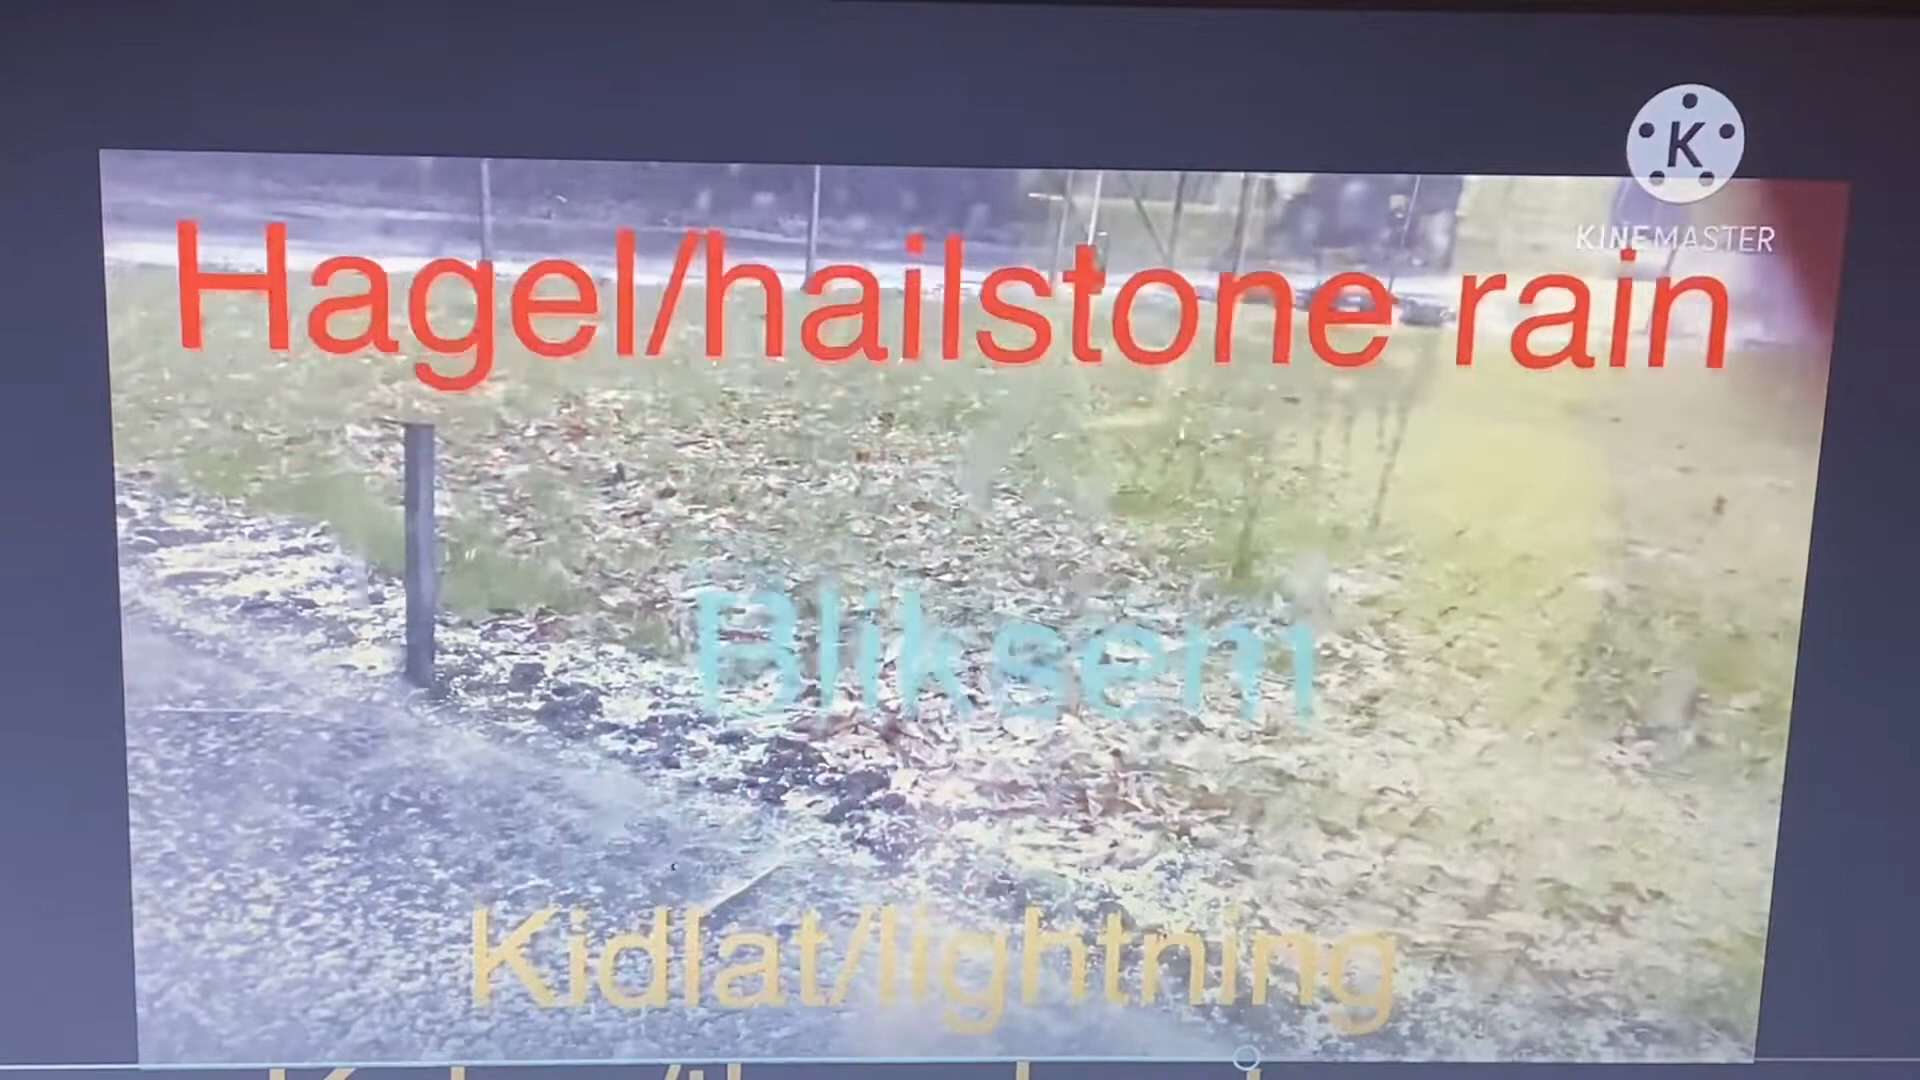 K
KINEMASTER
Hagel/hailstone rain
Bliksem
Kidlat/lightning